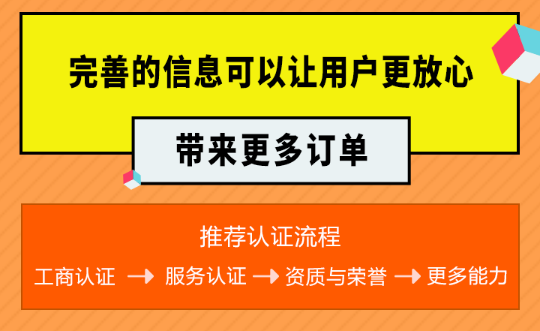 完善的信息可以让用户更放心
带来更多订单
推荐认证流程
工商认证 → 服务认证 → 资质与荣誉 → 更多能力